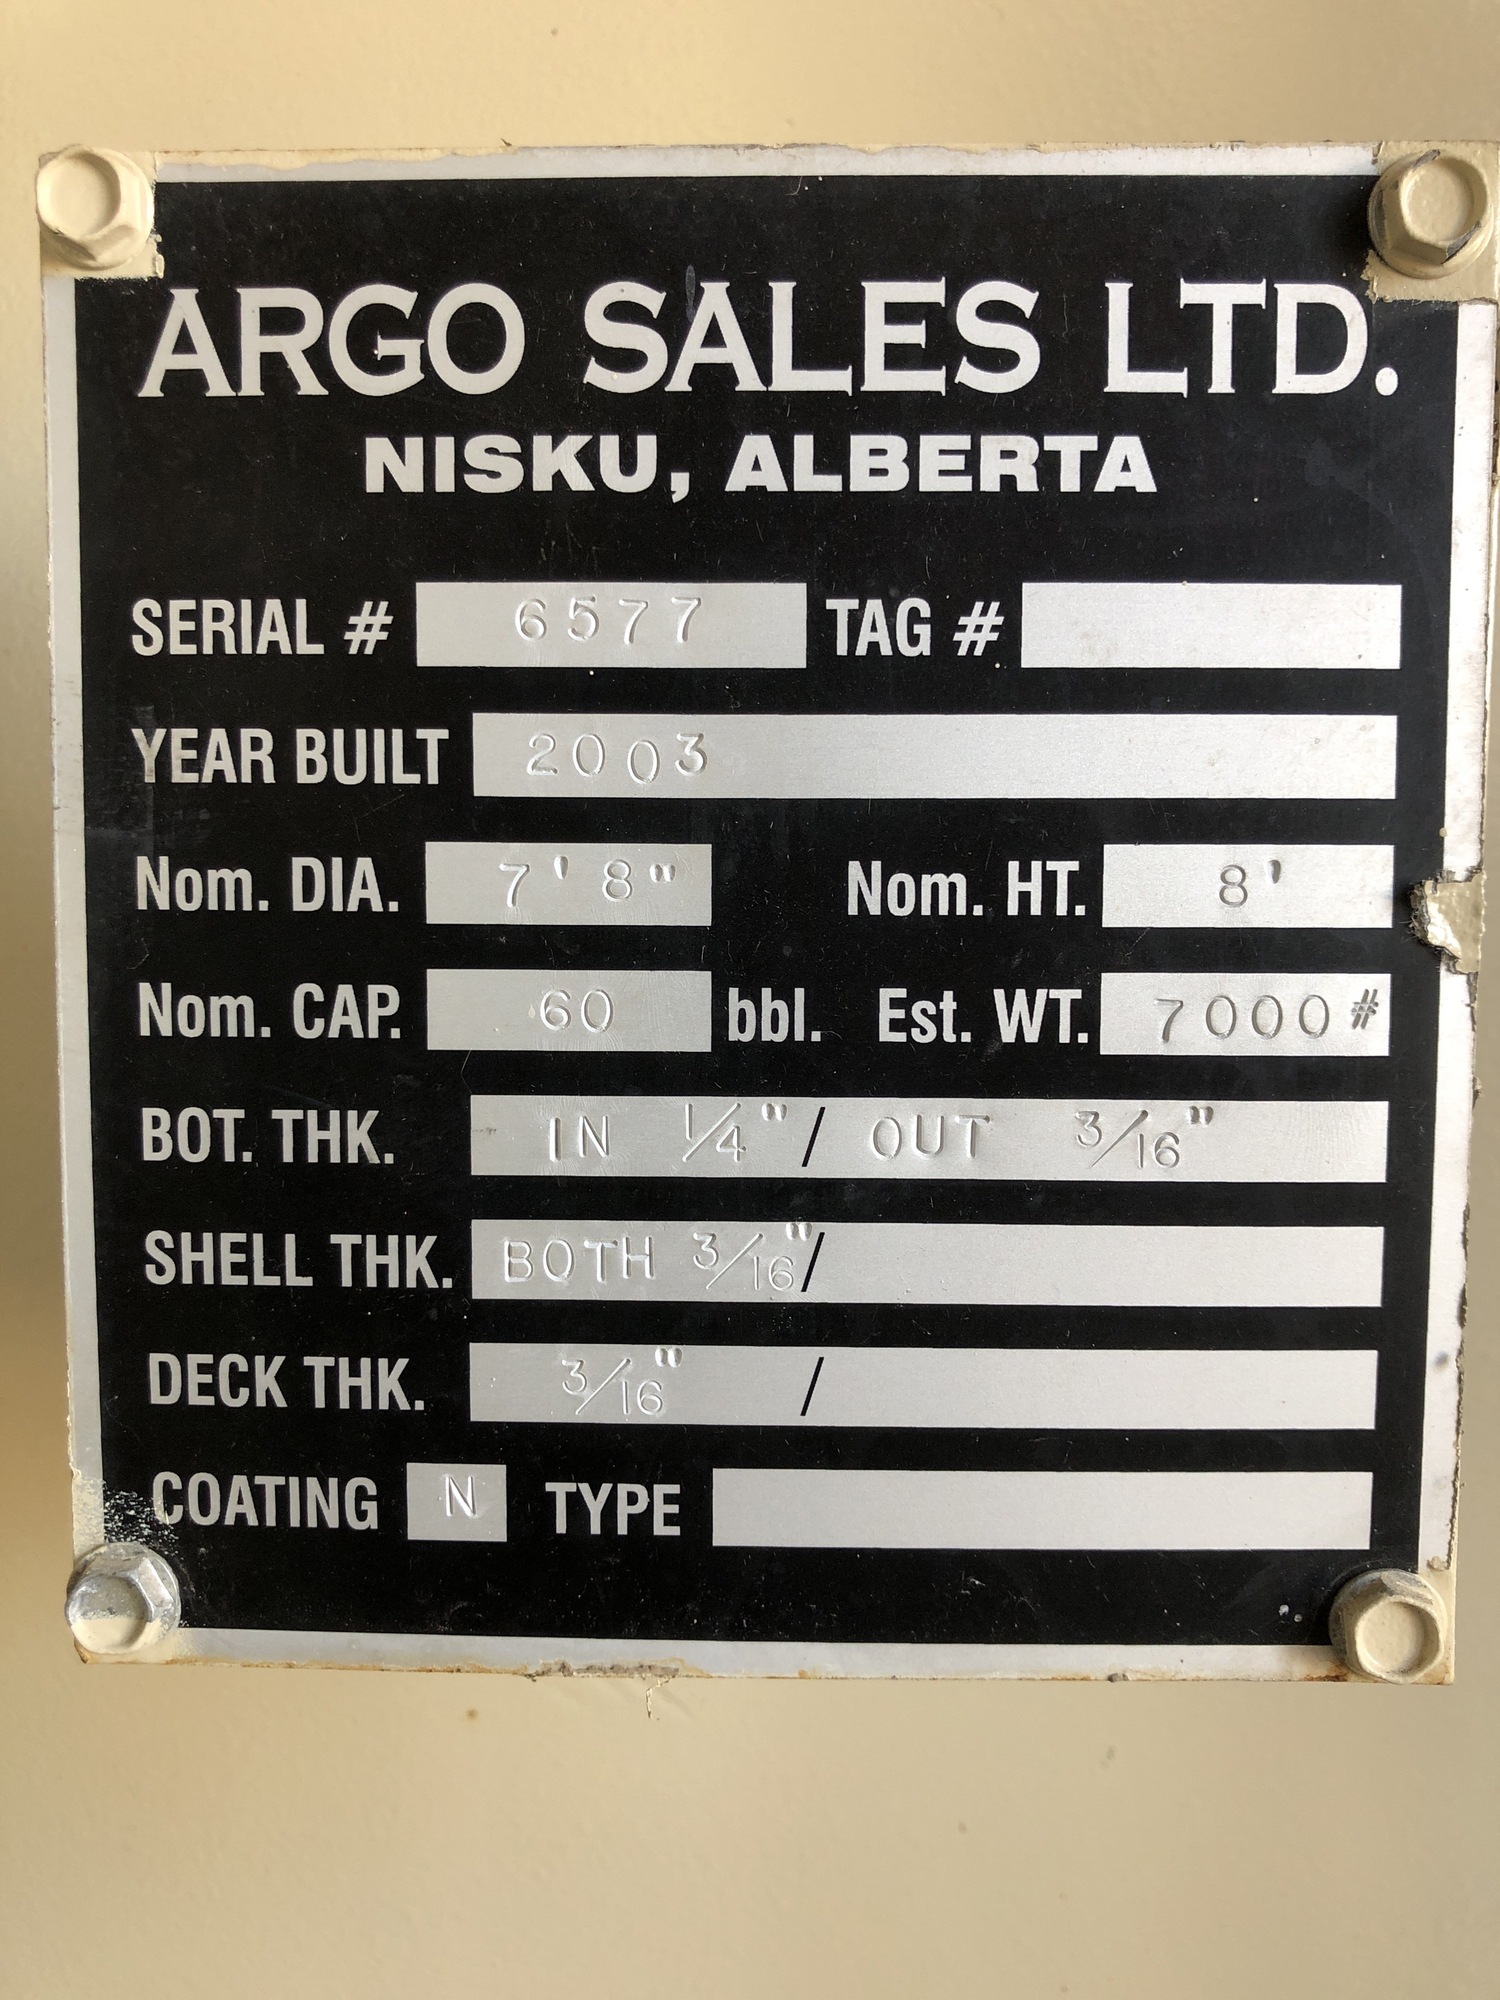 ARGO SALES LTD.
NISKU, ALBERTA
SERIAL # 6577 TAG #
YEAR BUILT 2003
Nom. DIA. 7' 8" Nom. HT. 8'
Nom. CAP. 60 bbl. Est. WT. 7000#
BOT. THK. IN 1/4" / OUT 3/16"
SHELL THK. BOTH 3/16" /
DECK THK. 3/16" /
COATING N TYPE